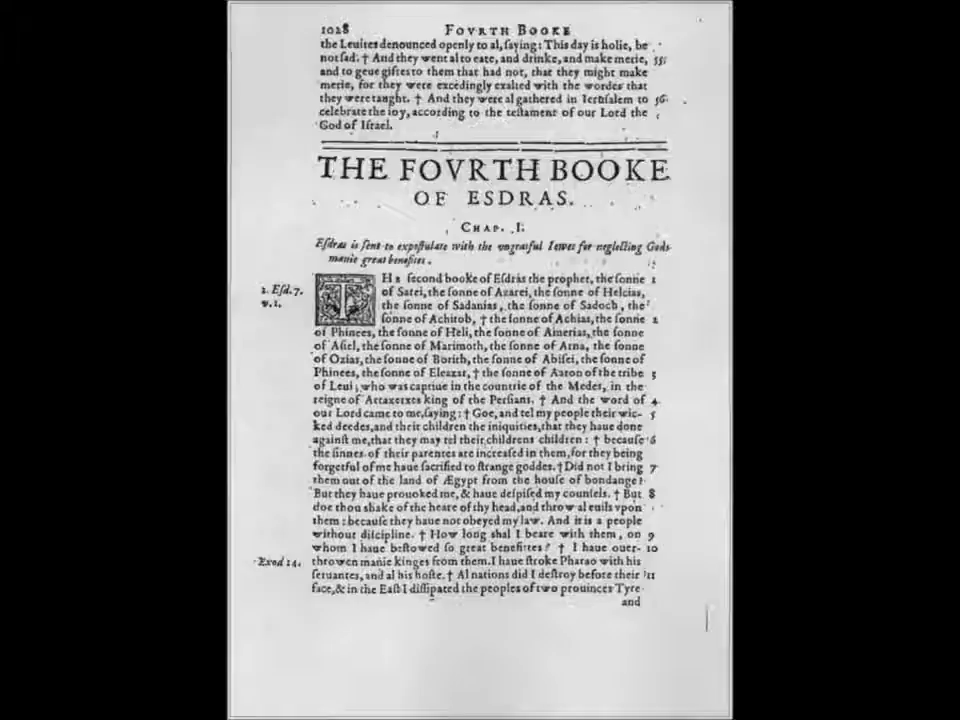 1028 FOVRTH BOOKE
the Leuites denounced openly to al, ſaying: This day is holie, be
not ſad. † And they went al to eate, and drinke, and make merie, 55
and to geue giftes to them that had not, that they might make
merie, for they were excedingly exalted with the wordes that
they were taught. † And they were al gathered in Ieruſalem to 56
celebrate the ioy, according to the teſtament of our Lord the
God of Iſrael.
THE FOVRTH BOOKE
OF ESDRAS.
CHAP. I.
Eſdras is ſent to expoſtulate with the vngratful Iewes for neglecting Gods
manie great benefites.
THE ſecond booke of Eſdras the prophet, the ſonne 1
1. Eſd. 7. of Sarei, the ſonne of Azarei, the ſonne of Helcias,
v. 1. the ſonne of Sadanias, the ſonne of Sadoch, the
ſonne of Achitob, † the ſonne of Achias, the ſonne 2
of Phinees, the ſonne of Heli, the ſonne of Amerias, the ſonne
of Aſiel, the ſonne of Marimoth, the ſonne of Arna, the ſonne
of Ozias, the ſonne of Borith, the ſonne of Abiſei, the ſonne of
Phinees, the ſonne of Eleazar, † the ſonne of Aaron of the tribe 3
of Leui, who was captiue in the countrie of the Medes, in the
reigne of Artaxerxes king of the Perſians. † And the word of 4
our Lord came to me, ſaying: † Goe, and tel my people their wic- 5
ked deedes, and their children the iniquities, that they haue done
againſt me, that they may tel their childrens children: † becauſe 6
the ſinnes of their parentes are increaſed in them, for they being
forgetful of me haue ſacrificed to ſtrange goddes. † Did not I bring 7
them out of the land of Ægypt from the houſe of bondange?
But they haue prouoked me, & haue deſpiſed my counſels. † But 8
doe thou ſhake of the heare of thy head, and throw al euils vpon
them: becauſe they haue not obeyed my law. And it is a people
without diſcipline. † How long ſhal I beare with them, on 9
whom I haue beſtowed ſo great benefittes? † I haue ouer- 10
Exod 14. throwen manie kinges from them. I haue ſtroke Pharao with his
ſeruantes, and al his hoſte. † Al nations did I deſtroy before their 11
face, & in the Eaſt I diſſipated the peoples of two prouinces Tyre
and